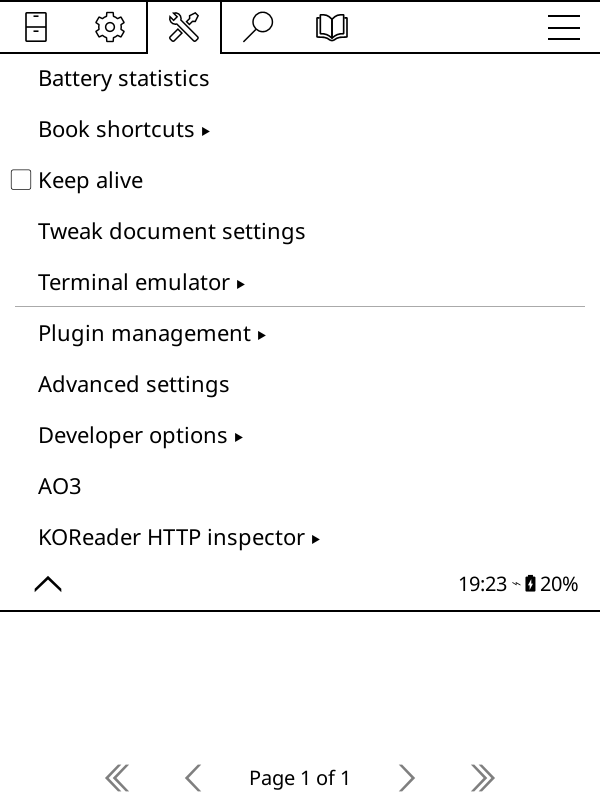 Battery statistics
Book shortcuts ▸
Keep alive
Tweak document settings
Terminal emulator ▸
Plugin management ▸
Advanced settings
Developer options ▸
AO3
KOReader HTTP inspector ▸
19:23 20%
Page 1 of 1